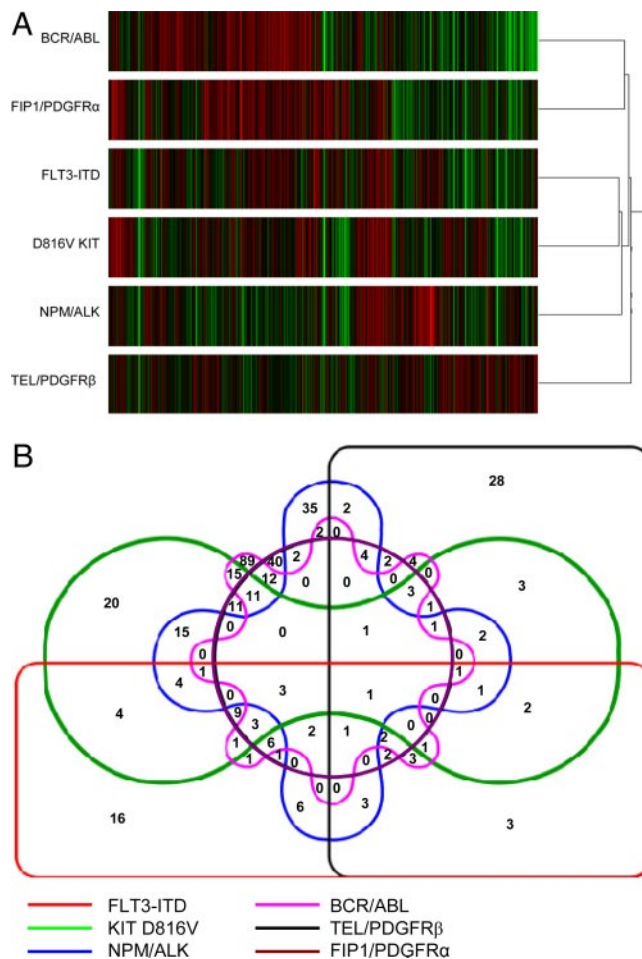 A
BCR/ABL
FIP1/PDGFRα
FLT3-ITD
D816V KIT
NPM/ALK
TEL/PDGFRβ
B
28
35 2
2 0
89 40 2 4 2 4
15 12 0 0 0 0
20 11 3 3
11 1
15 0 0 1 1 2
0 0
1 1
4 0 3 1 0 1 2
4 9 0
3 2 1 0
1 6 2 1
1 1 0 0 2 3
0 0
16 6 3 3
FLT3-ITD BCR/ABL
KIT D816V TEL/PDGFRβ
NPM/ALK FIP1/PDGFRα